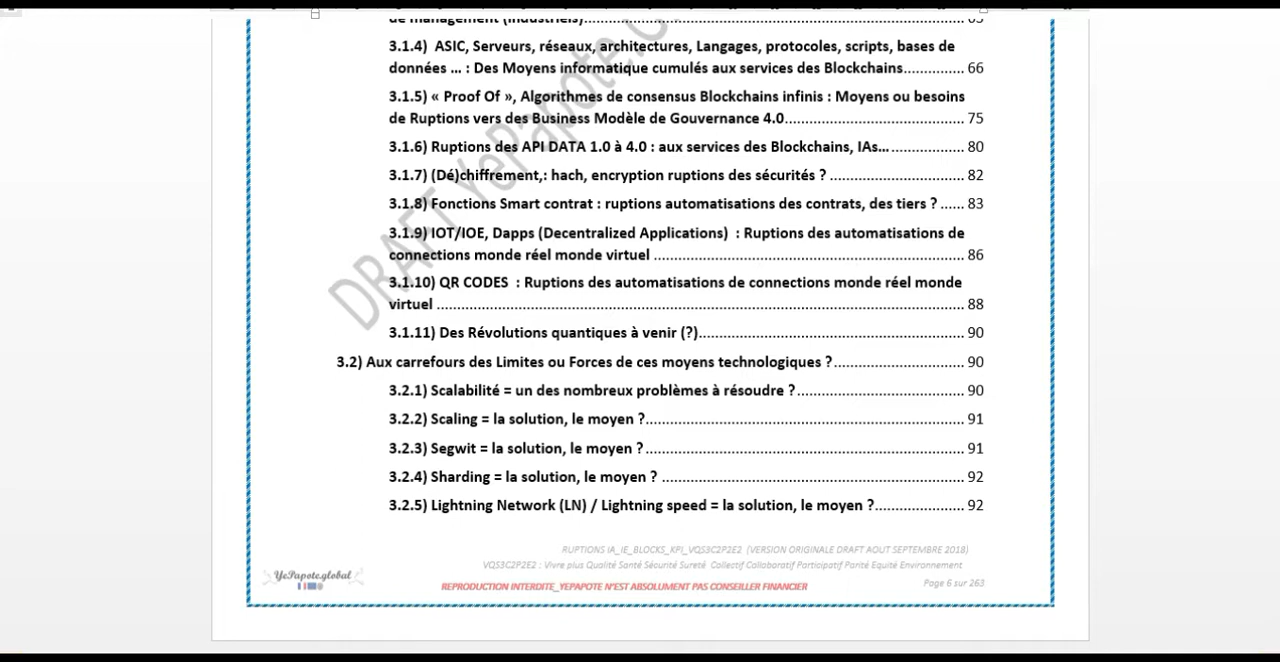 de management (industriels)........................................................................................ 65
3.1.4) ASIC, Serveurs, réseaux, architectures, Langages, protocoles, scripts, bases de
données ... : Des Moyens informatique cumulés aux services des Blockchains............... 66
3.1.5) « Proof Of », Algorithmes de consensus Blockchains infinis : Moyens ou besoins
de Ruptions vers des Business Modèle de Gouvernance 4.0............................................ 75
3.1.6) Ruptions des API DATA 1.0 à 4.0 : aux services des Blockchains, IAs... .................. 80
3.1.7) (Dé)chiffrement,: hach, encryption ruptions des sécurités ? ................................. 82
3.1.8) Fonctions Smart contrat : ruptions automatisations des contrats, des tiers ? ...... 83
3.1.9) IOT/IOE, Dapps (Decentralized Applications) : Ruptions des automatisations de
connections monde réel monde virtuel .......................................................................... 86
3.1.10) QR CODES : Ruptions des automatisations de connections monde réel monde
virtuel ............................................................................................................................. 88
3.1.11) Des Révolutions quantiques à venir (?)................................................................. 90
3.2) Aux carrefours des Limites ou Forces de ces moyens technologiques ?................................ 90
3.2.1) Scalabilité = un des nombreux problèmes à résoudre ?......................................... 90
3.2.2) Scaling = la solution, le moyen ?............................................................................. 91
3.2.3) Segwit = la solution, le moyen ?............................................................................. 91
3.2.4) Sharding = la solution, le moyen ? .......................................................................... 92
3.2.5) Lightning Network (LN) / Lightning speed = la solution, le moyen ?...................... 92
DRAFT YePapote.
RUPTIONS IA_IE_BLOCKS_KPI_VQS3C2P2E2 (VERSION ORIGINALE DRAFT AOUT SEPTEMBRE 2018)
VQS3C2P2E2 : Vivre plus Qualité Santé Sécurité Sureté Collectif Collaboratif Participatif Parité Equité Environnement
YePapote.global
REPRODUCTION INTERDITE_YEPAPOTE N'EST ABSOLUMENT PAS CONSEILLER FINANCIER
Page 6 sur 263